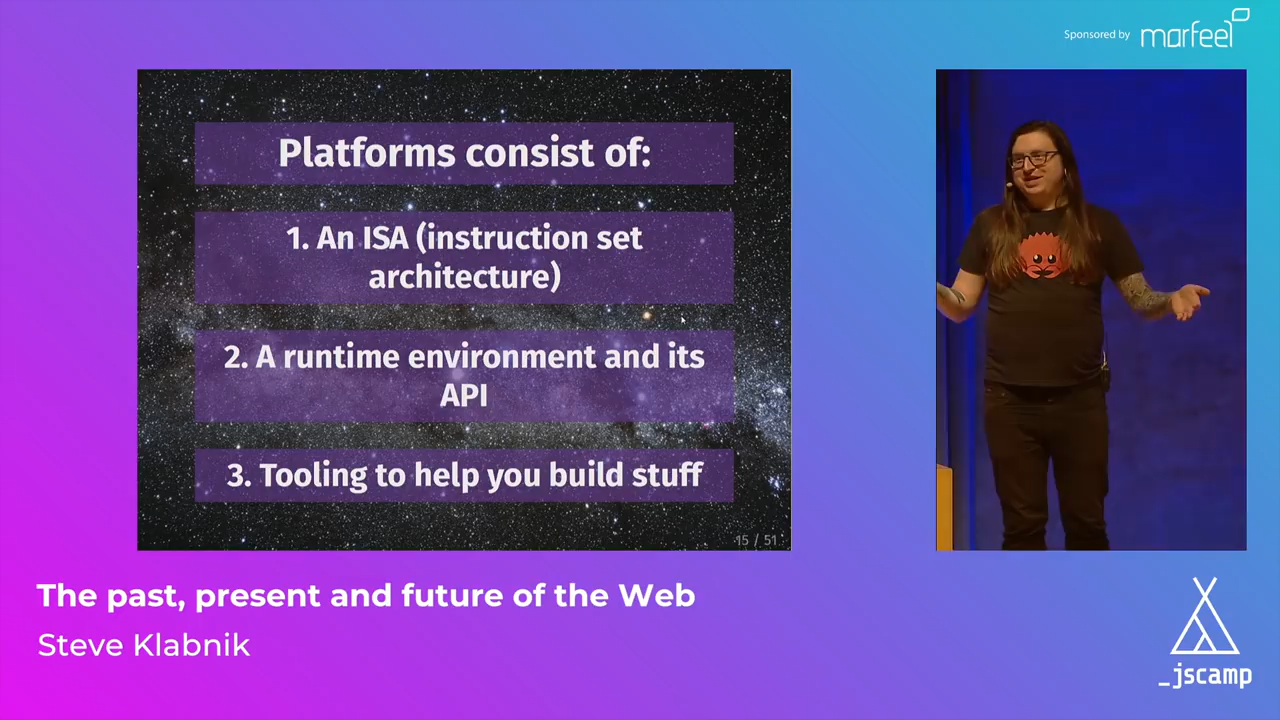 Sponsored by marfeel
Platforms consist of:
1. An ISA (instruction set
architecture)
2. A runtime environment and its
API
3. Tooling to help you build stuff
15 / 51
The past, present and future of the Web
Steve Klabnik
_jscamp